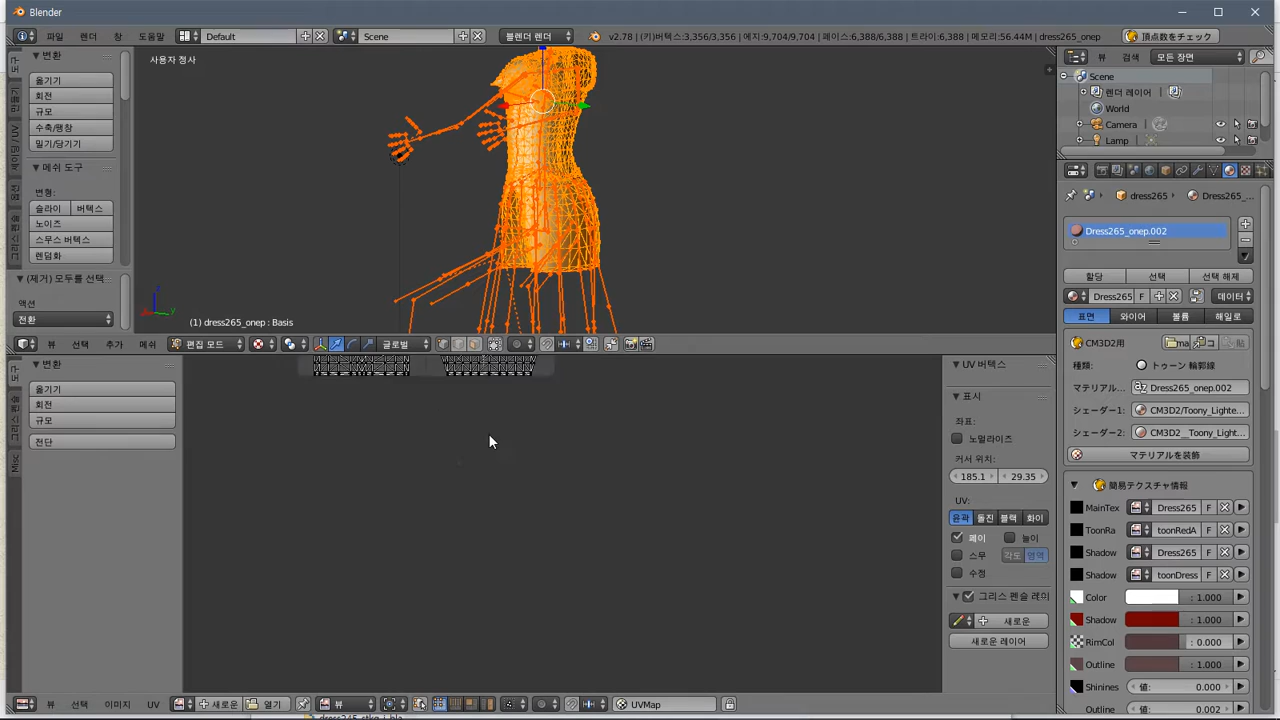 Blender
파일 렌더 창 도움말 Default Scene 블렌더 렌더 v2.78 | (키)버텍스:3,356/3,356 | 에지:9,704/9,704 | 페이스:6,388/6,388 | 트라이:6,388 | 메모리:56.44M | dress265_onep 頂点数をチェック
변환
옮기기
회전
규모
수축/팽창
밀기/당기기
메쉬 도구
변형:
슬라이 버텍스
노이즈
스무스 버텍스
렌덤화
(제거) 모두를 선택
액션
전환
사용자 정사
(1) dress265_onep : Basis
뷰 선택 추가 메쉬 편집 모드 글로벌
뷰 검색 모든 장면
Scene
렌더 레이어
World
Camera
Lamp
dress265 Dress265_...
Dress265_onep.002
할당 선택 선택 해제
Dress265 F 데이터
표면 와이어 볼륨 해일로
CM3D2用
種類: トゥーン 輪郭線
マテリアル... Dress265_onep.002
シェーダー1: CM3D2/Toony_Lighte...
シェーダー2: CM3D2__Toony_Light...
マテリアルを装飾
簡易テクスチャ情報
MainTex Dress265 F
ToonRa toonRedA F
Shadow Dress265 F
Shadow toonDress F
Color : 1.000
Shadow : 1.000
RimCol : 0.000
Outline : 1.000
Shinines 値: 0.000
Outline 値: 0.002
변환
옮기기
회전
규모
전단
Misc
UV 버텍스
표시
좌표:
노멀라이즈
커서 위치:
185.1 29.35
UV:
윤곽 돌진 블랙 화이
페이 늘이
스무 각도 영역
수정
그리스 펜슬 레이
새로운
새로운 레이어
뷰 선택 이미지 UV 새로운 열기 뷰 UVMap